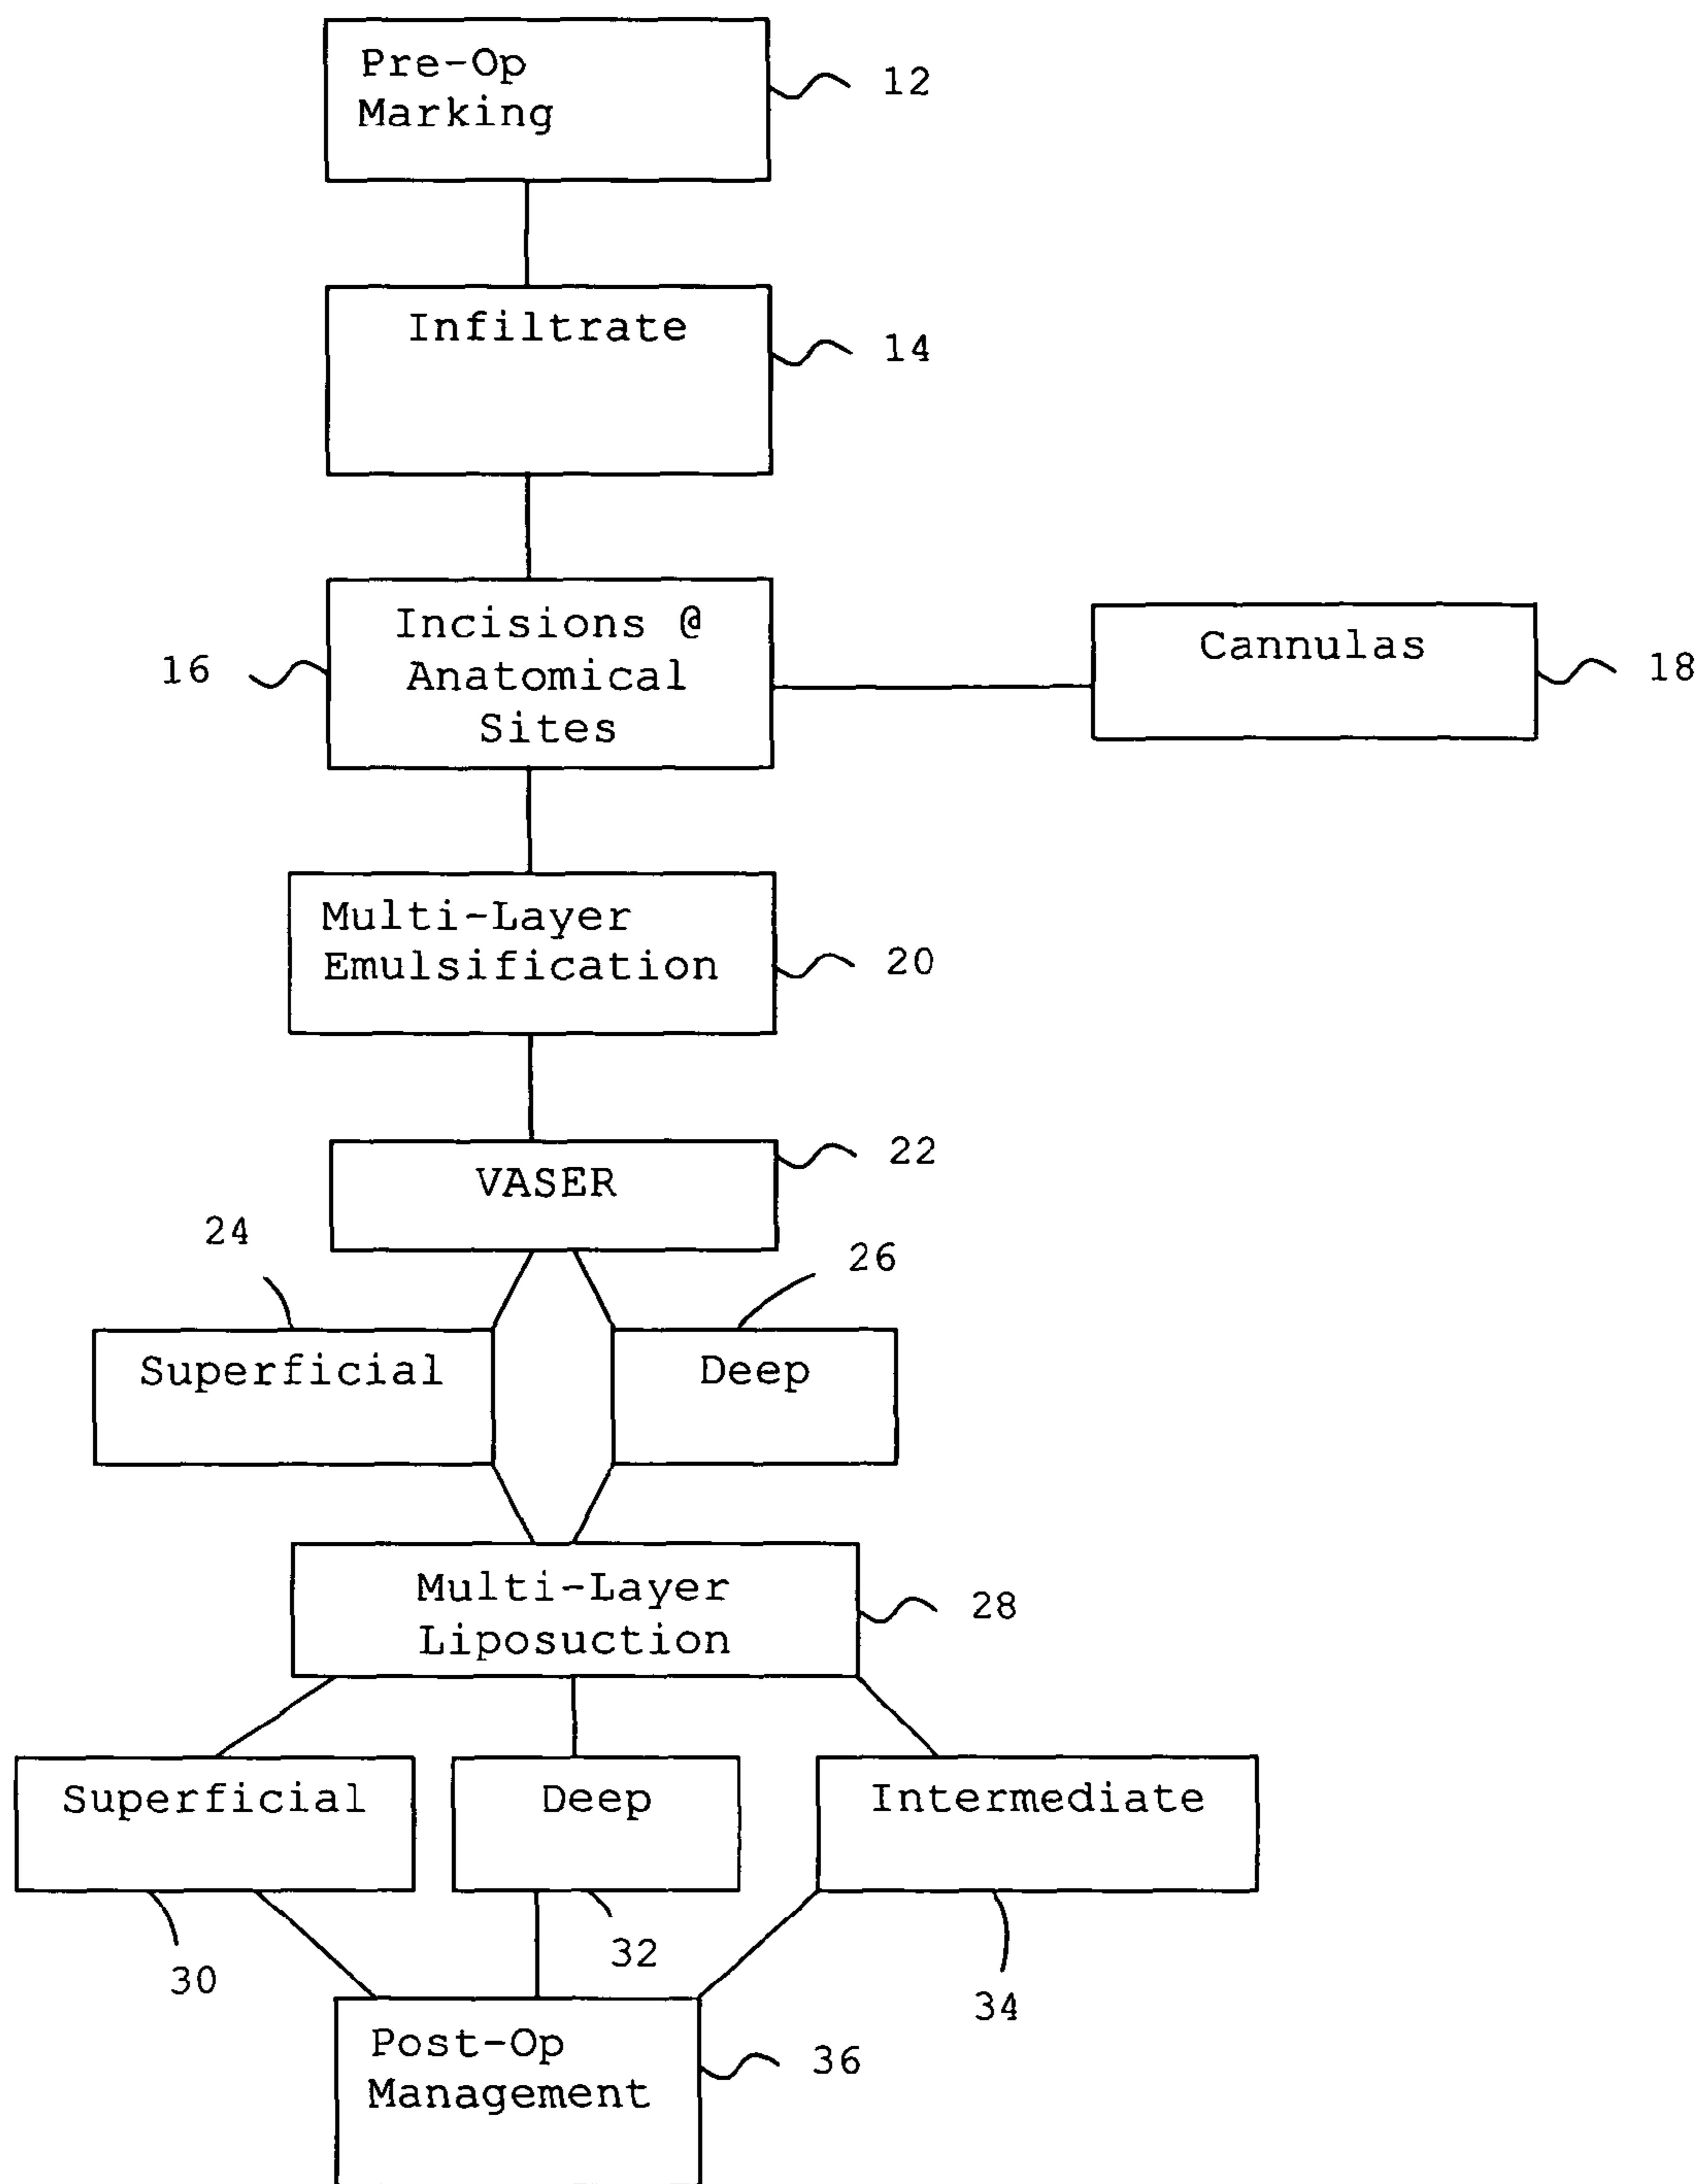 Pre-Op
Marking
12
Infiltrate
14
Incisions @
Anatomical
Sites
16
Cannulas
18
Multi-Layer
Emulsification
20
VASER
22
24
26
Superficial
Deep
Multi-Layer
Liposuction
28
Superficial
Deep
Intermediate
30
32
34
Post-Op
Management
36